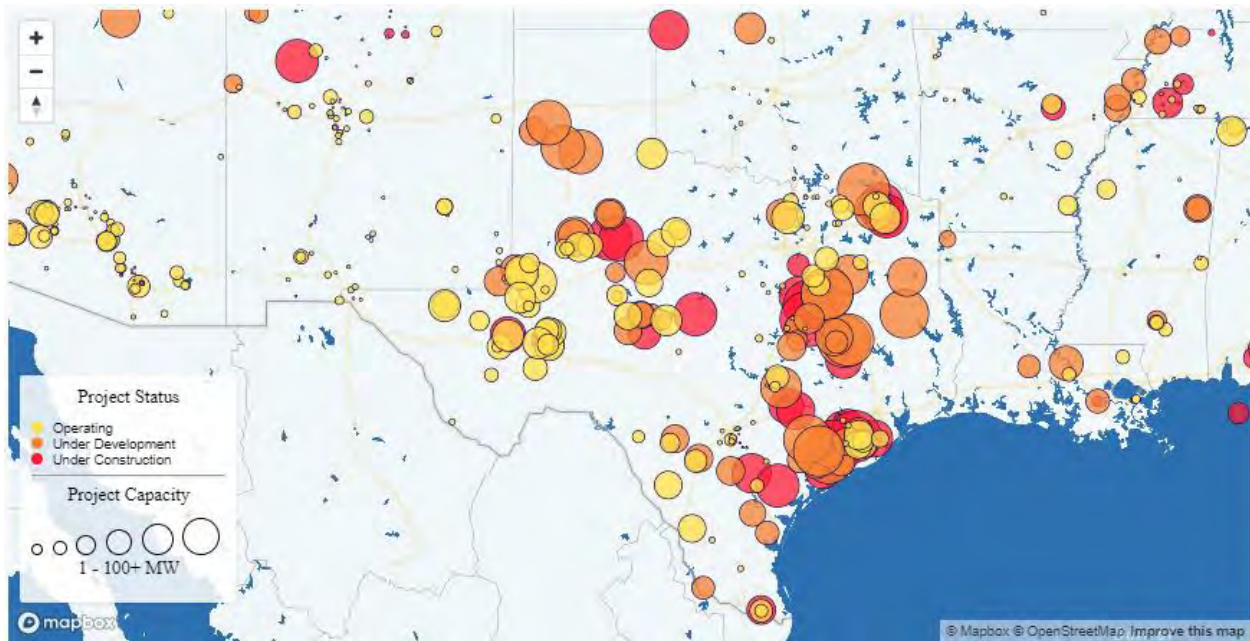 +
−
Project Status
Operating
Under Development
Under Construction
Project Capacity
1 - 100+ MW
mapbox
© Mapbox © OpenStreetMap Improve this map